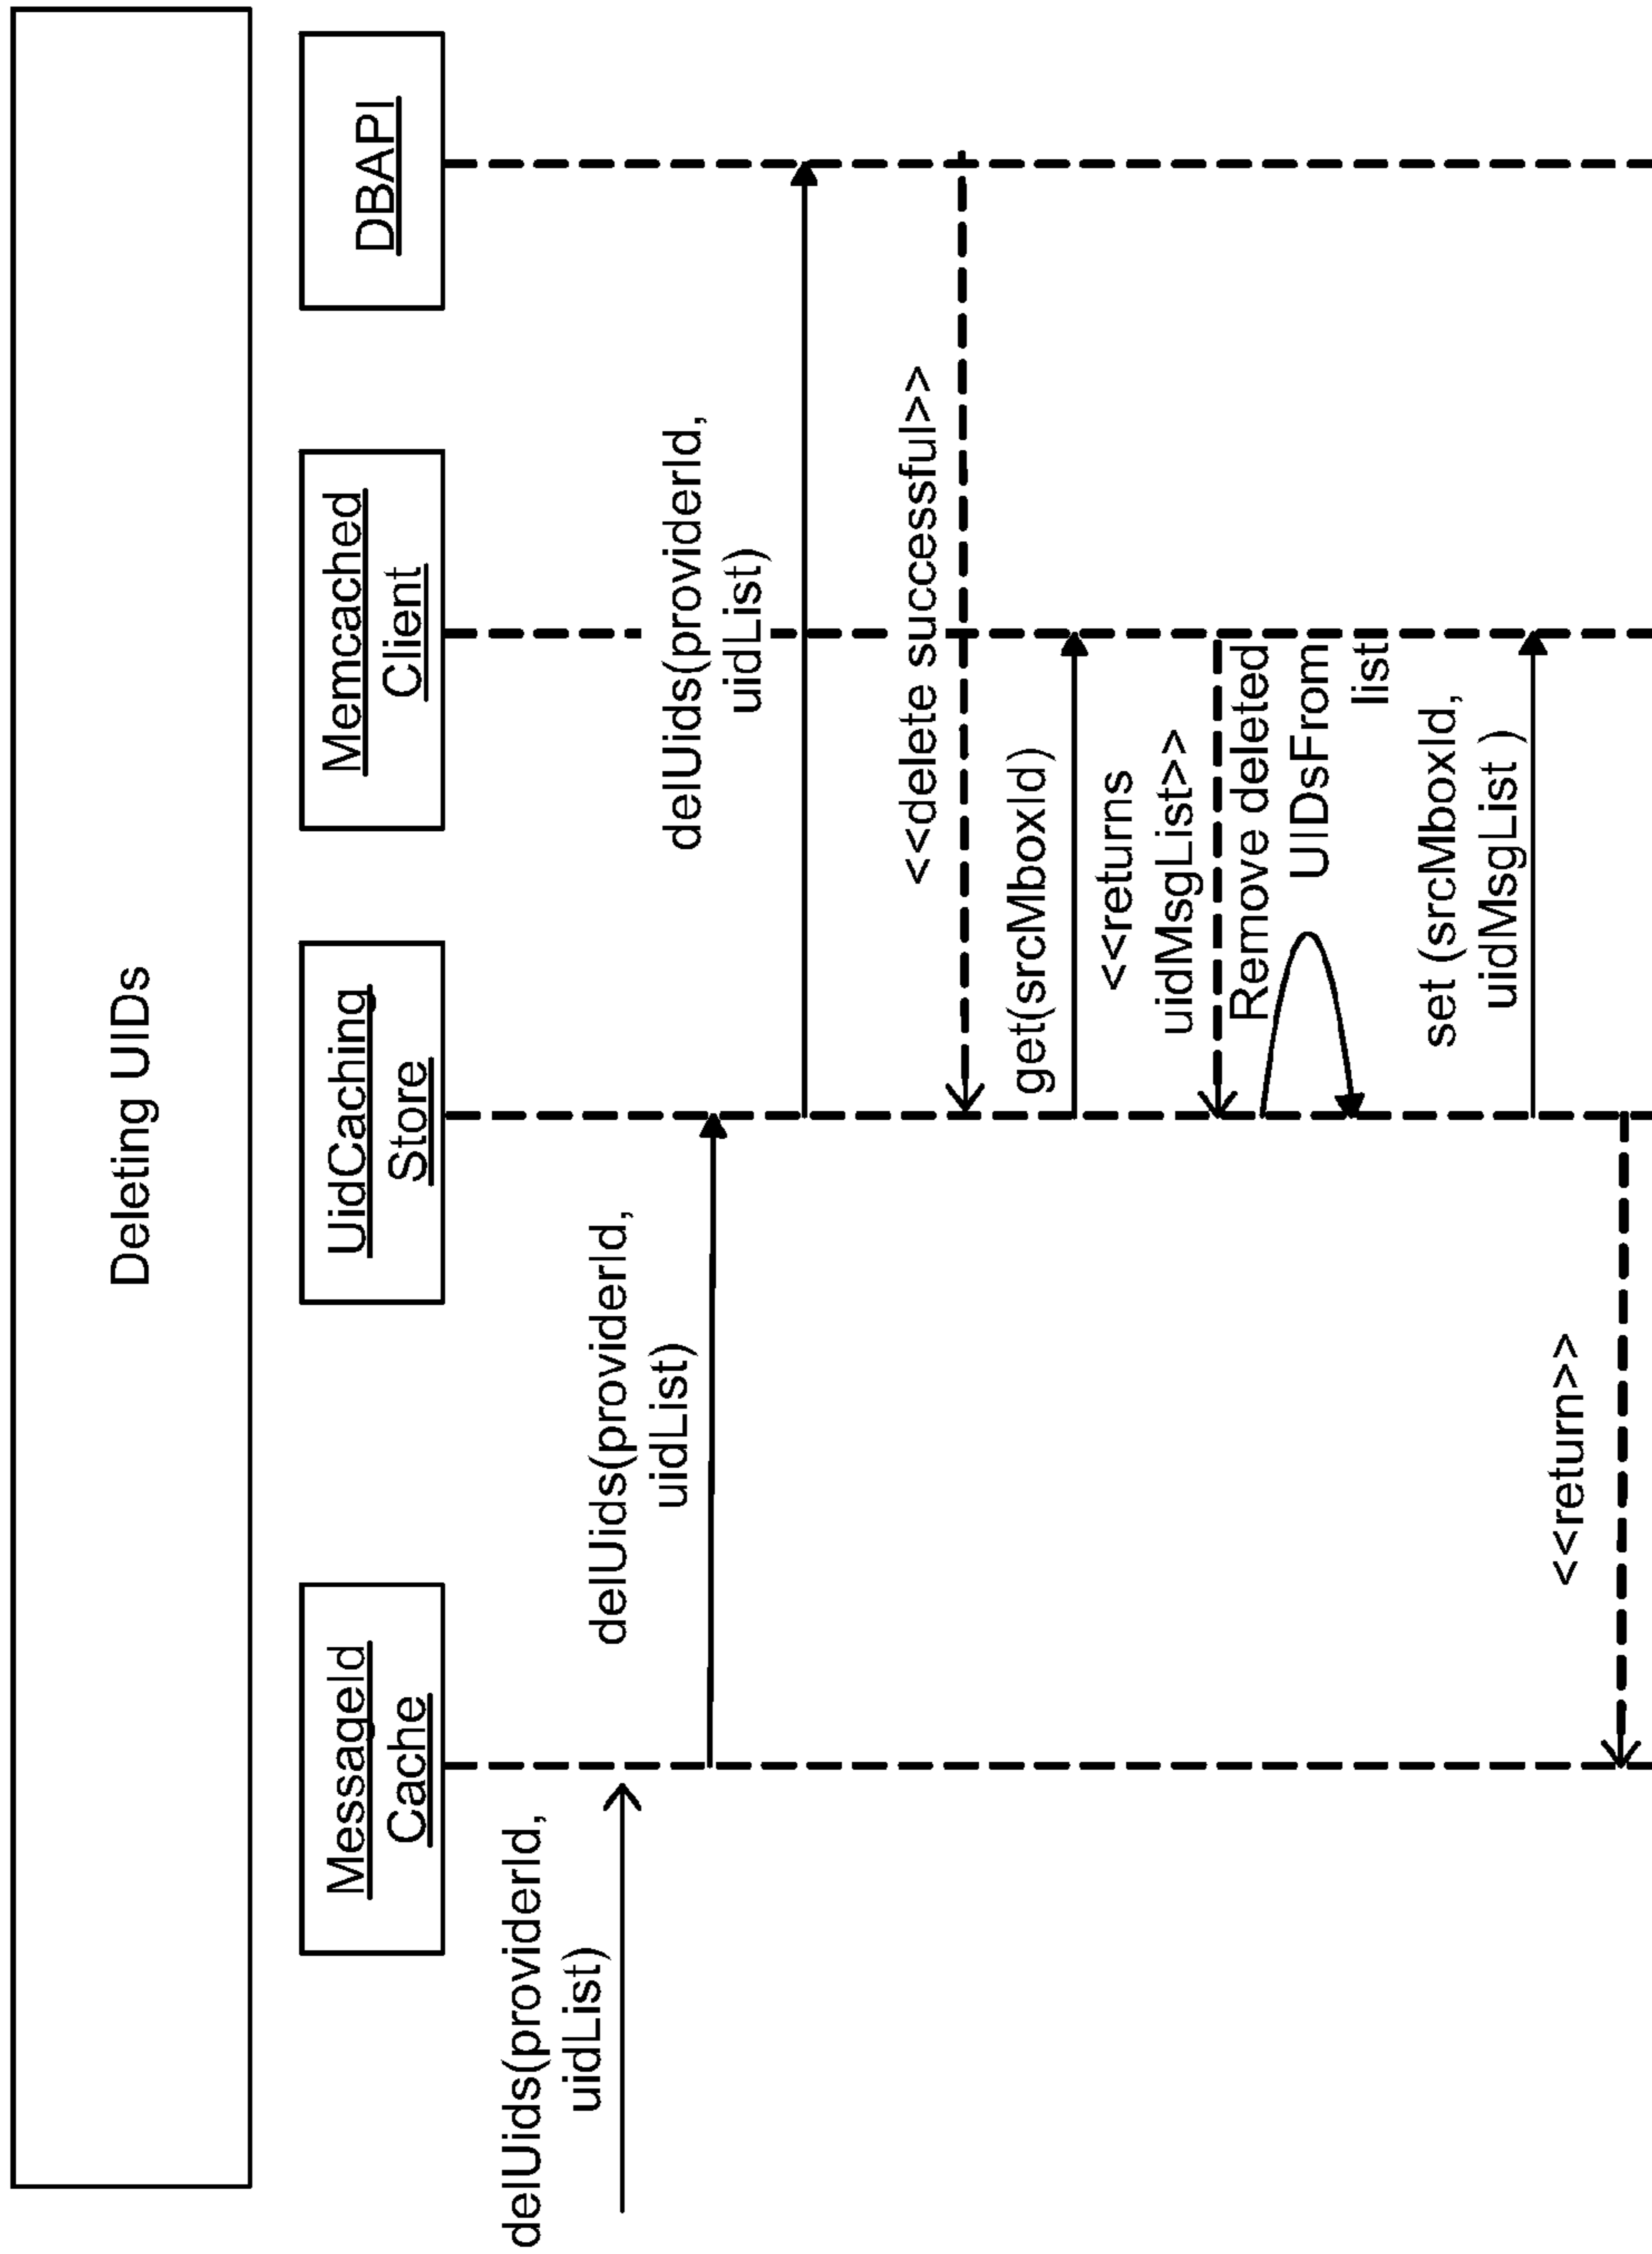 Deleting UIDs
MessageId
Cache
UidCaching
Store
Memcached
Client
DBAPI
delUids(providerId,
uidList)
delUids(providerId,
uidList)
delUids(providerId,
uidList)
<<delete successful>>
get(srcMboxId)
<<returns
uidMsgList>>
Remove deleted
UIDsFrom
list
set (srcMboxId,
uidMsgList )
<<return>>